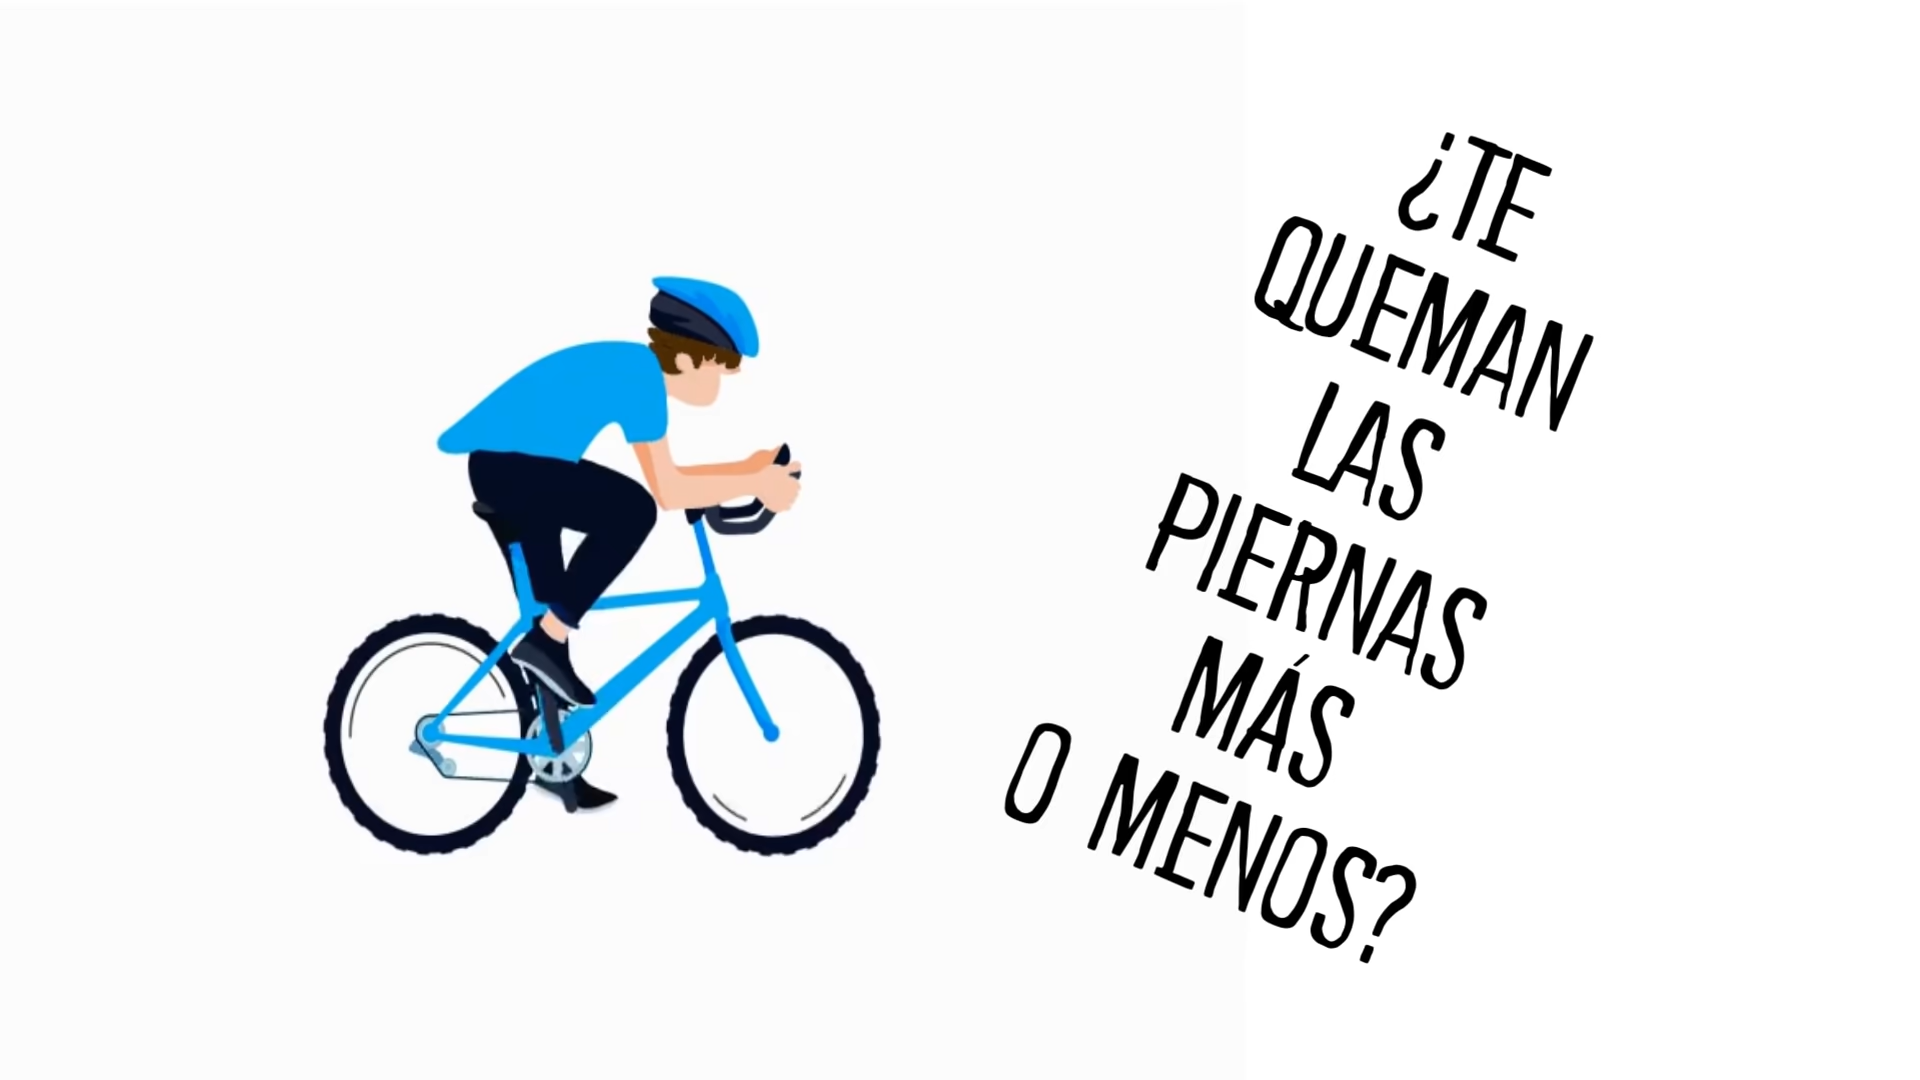 ¿TE
QUEMAN
LAS
PIERNAS
MÁS
O MENOS?